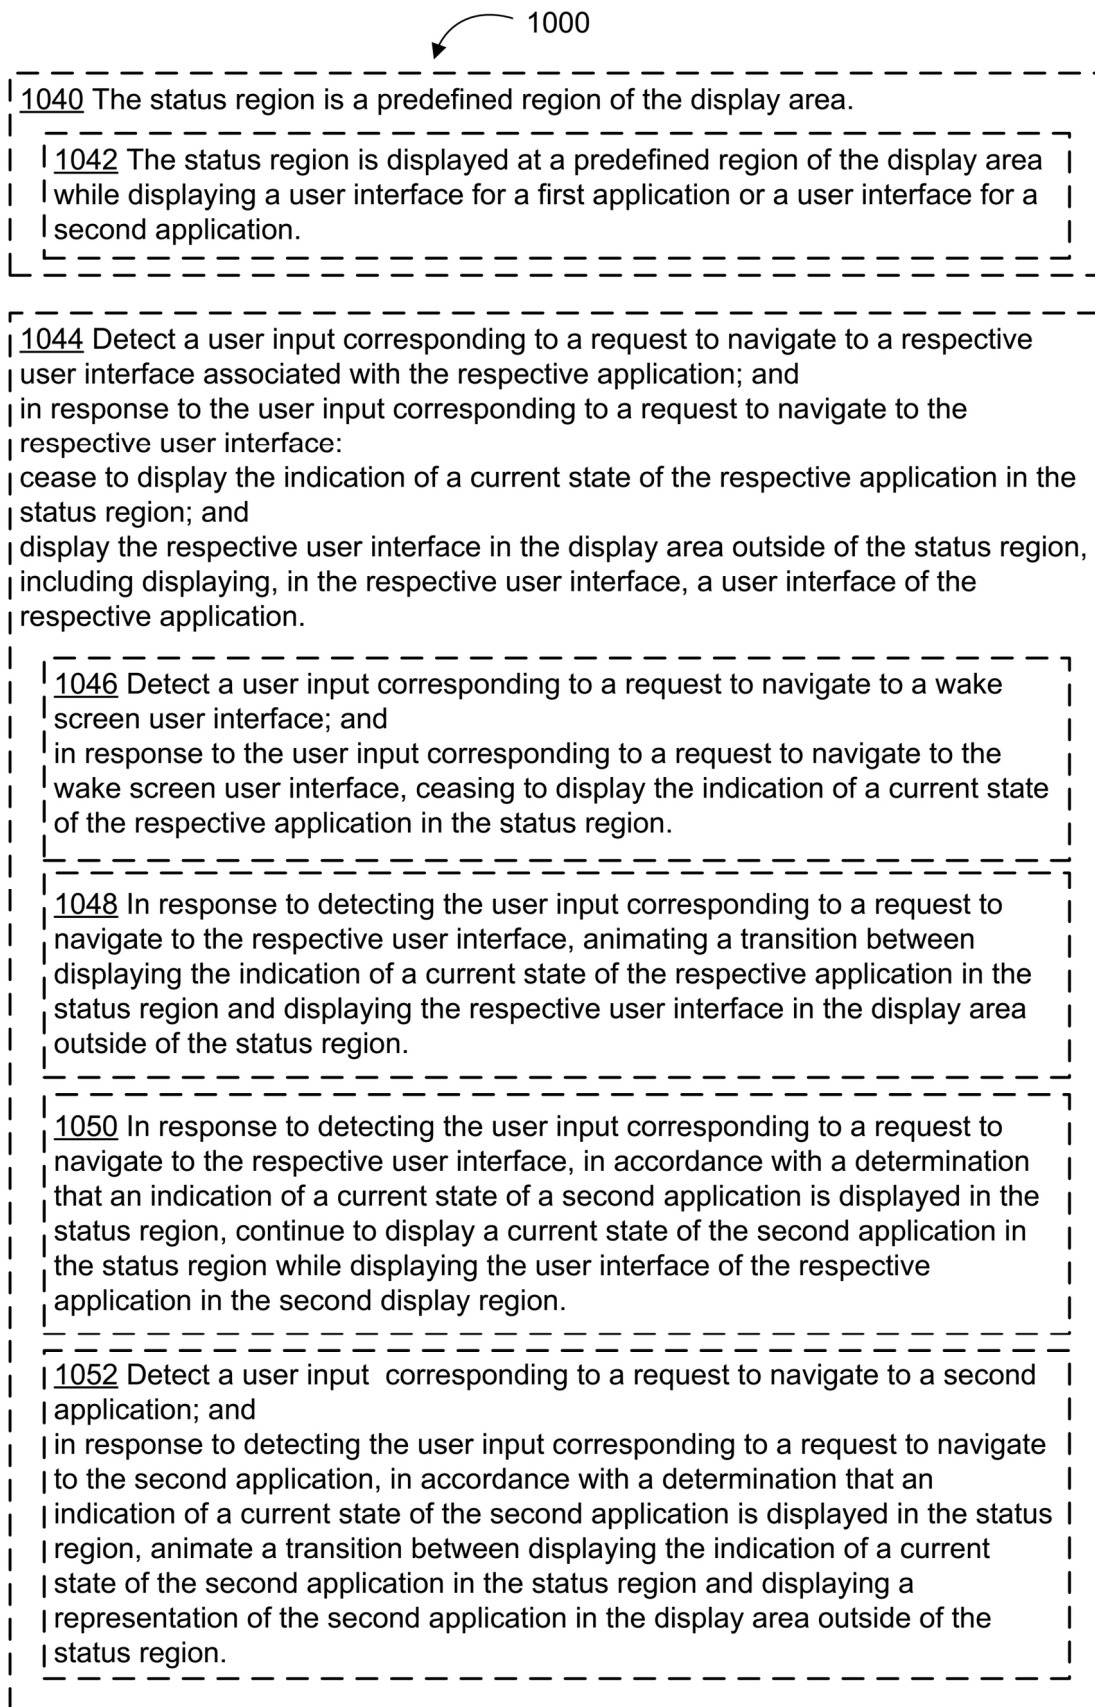 1000
1040 The status region is a predefined region of the display area.
1042 The status region is displayed at a predefined region of the display area
while displaying a user interface for a first application or a user interface for a
second application.
1044 Detect a user input corresponding to a request to navigate to a respective
user interface associated with the respective application; and
in response to the user input corresponding to a request to navigate to the
respective user interface:
cease to display the indication of a current state of the respective application in the
status region; and
display the respective user interface in the display area outside of the status region,
including displaying, in the respective user interface, a user interface of the
respective application.
1046 Detect a user input corresponding to a request to navigate to a wake
screen user interface; and
in response to the user input corresponding to a request to navigate to the
wake screen user interface, ceasing to display the indication of a current state
of the respective application in the status region.
1048 In response to detecting the user input corresponding to a request to
navigate to the respective user interface, animating a transition between
displaying the indication of a current state of the respective application in the
status region and displaying the respective user interface in the display area
outside of the status region.
1050 In response to detecting the user input corresponding to a request to
navigate to the respective user interface, in accordance with a determination
that an indication of a current state of a second application is displayed in the
status region, continue to display a current state of the second application in
the status region while displaying the user interface of the respective
application in the second display region.
1052 Detect a user input corresponding to a request to navigate to a second
application; and
in response to detecting the user input corresponding to a request to navigate
to the second application, in accordance with a determination that an
indication of a current state of the second application is displayed in the status
region, animate a transition between displaying the indication of a current
state of the second application in the status region and displaying a
representation of the second application in the display area outside of the
status region.